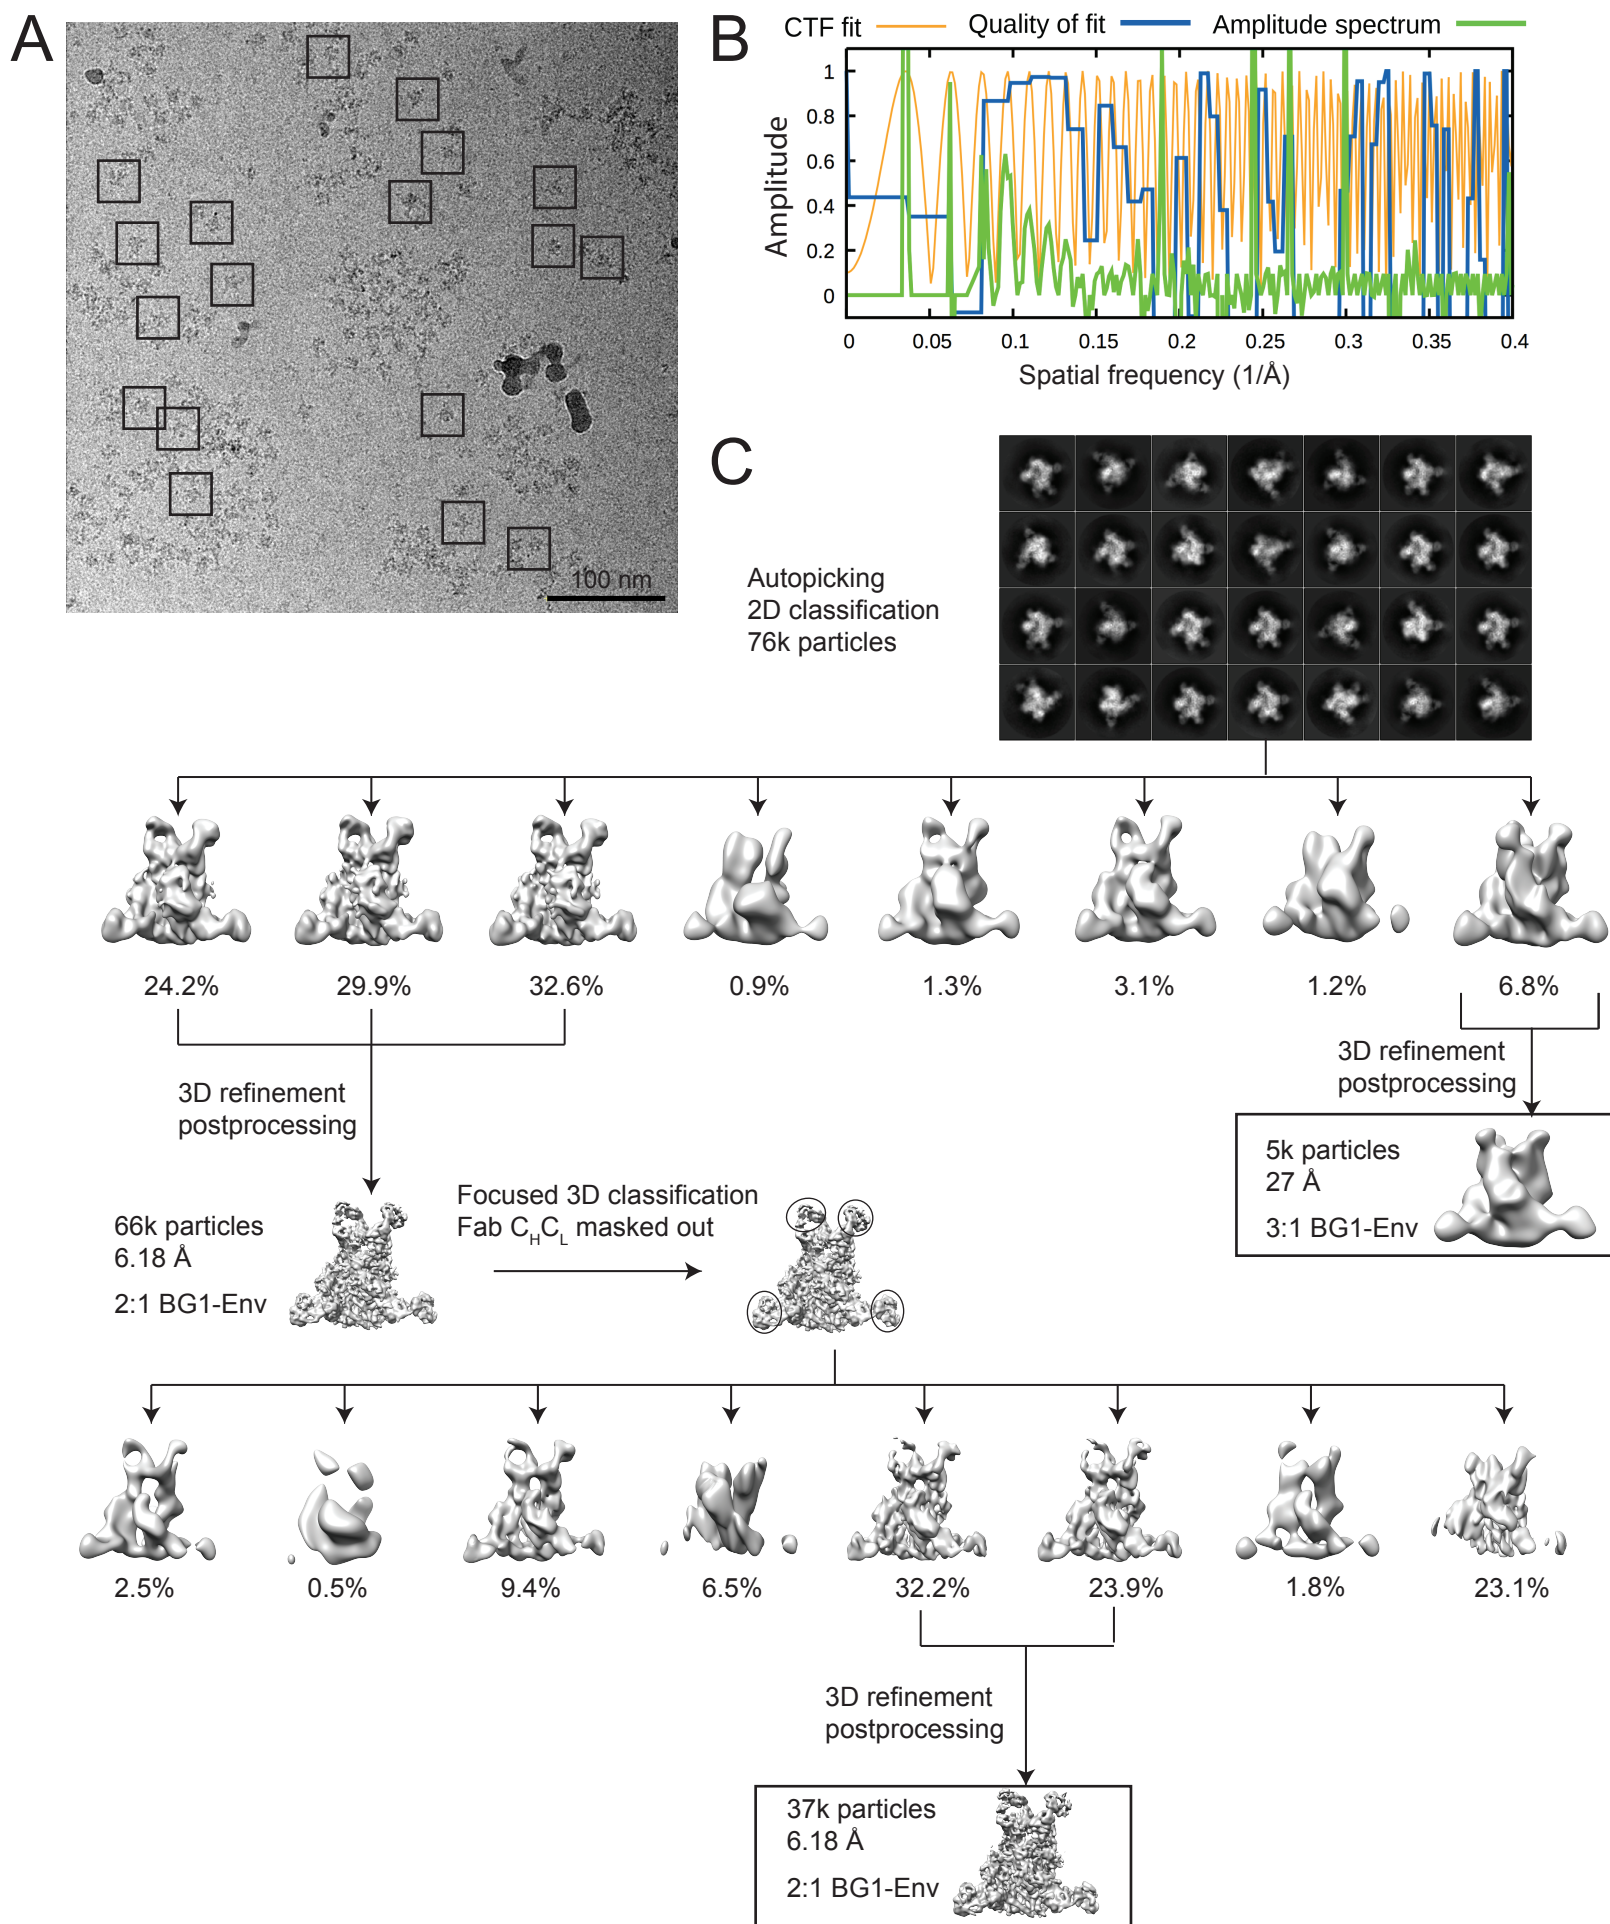 A
100 nm
B
CTF fit
Quality of fit
Amplitude spectrum
Amplitude
1
0.8
0.6
0.4
0.2
0
0 0.05 0.1 0.15 0.2 0.25 0.3 0.35 0.4
Spatial frequency (1/Å)
C
Autopicking
2D classification
76k particles
24.2% 29.9% 32.6% 0.9% 1.3% 3.1% 1.2% 6.8%
3D refinement
postprocessing
3D refinement
postprocessing
5k particles
27 Å
3:1 BG1-Env
66k particles
6.18 Å
2:1 BG1-Env
Focused 3D classification
Fab CHCL masked out
2.5% 0.5% 9.4% 6.5% 32.2% 23.9% 1.8% 23.1%
3D refinement
postprocessing
37k particles
6.18 Å
2:1 BG1-Env